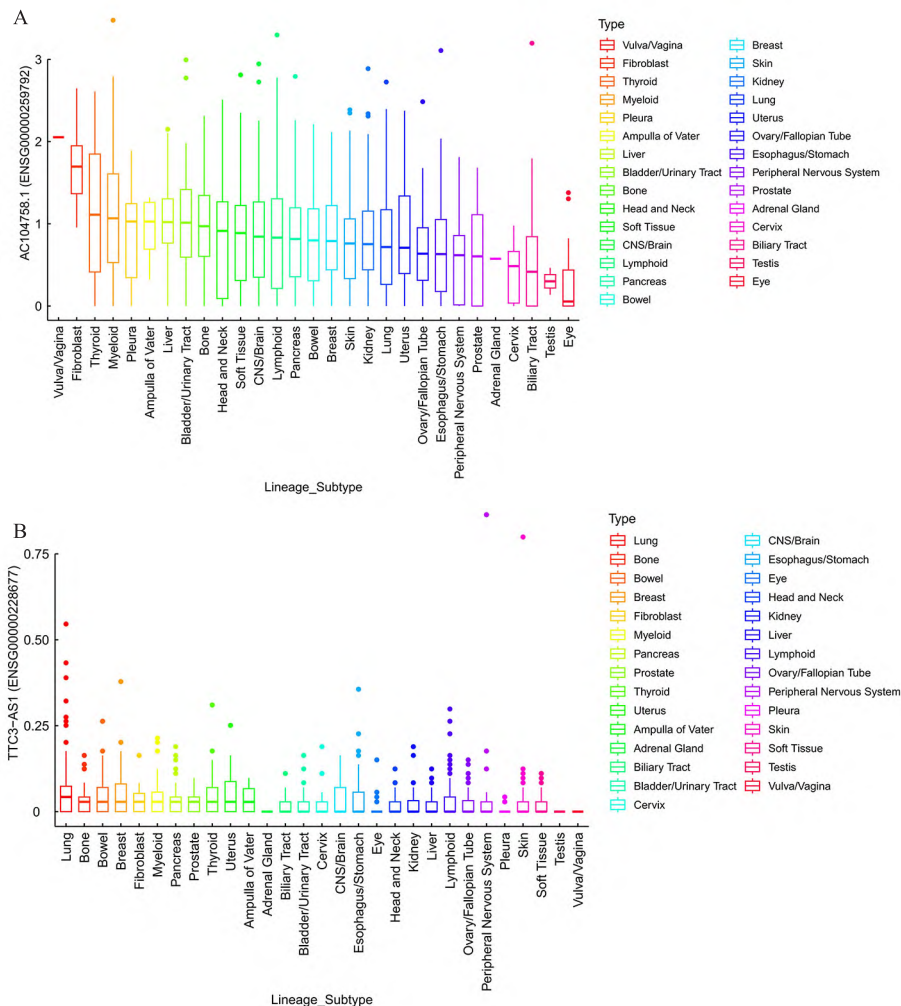 A
AC104758.1 (ENSG00000259792)
3
2
1
0
Vulva/Vagina
Fibroblast
Thyroid
Myeloid
Pleura
Ampulla of Vater
Liver
Bladder/Urinary Tract
Bone
Head and Neck
Soft Tissue
CNS/Brain
Lymphoid
Pancreas
Bowel
Breast
Skin
Kidney
Lung
Uterus
Ovary/Fallopian Tube
Esophagus/Stomach
Peripheral Nervous System
Prostate
Adrenal Gland
Cervix
Biliary Tract
Testis
Eye
Lineage_Subtype
Type
Vulva/Vagina
Fibroblast
Thyroid
Myeloid
Pleura
Ampulla of Vater
Liver
Bladder/Urinary Tract
Bone
Head and Neck
Soft Tissue
CNS/Brain
Lymphoid
Pancreas
Bowel
Breast
Skin
Kidney
Lung
Uterus
Ovary/Fallopian Tube
Esophagus/Stomach
Peripheral Nervous System
Prostate
Adrenal Gland
Cervix
Biliary Tract
Testis
Eye
B
TTC3−AS1 (ENSG00000228677)
0.75
0.50
0.25
0
Lung
Bone
Bowel
Breast
Fibroblast
Myeloid
Pancreas
Prostate
Thyroid
Uterus
Ampulla of Vater
Adrenal Gland
Biliary Tract
Bladder/Urinary Tract
Cervix
CNS/Brain
Esophagus/Stomach
Eye
Head and Neck
Kidney
Liver
Lymphoid
Ovary/Fallopian Tube
Peripheral Nervous System
Pleura
Skin
Soft Tissue
Testis
Vulva/Vagina
Lineage_Subtype
Type
Lung
Bone
Bowel
Breast
Fibroblast
Myeloid
Pancreas
Prostate
Thyroid
Uterus
Ampulla of Vater
Adrenal Gland
Biliary Tract
Bladder/Urinary Tract
Cervix
CNS/Brain
Esophagus/Stomach
Eye
Head and Neck
Kidney
Liver
Lymphoid
Ovary/Fallopian Tube
Peripheral Nervous System
Pleura
Skin
Soft Tissue
Testis
Vulva/Vagina